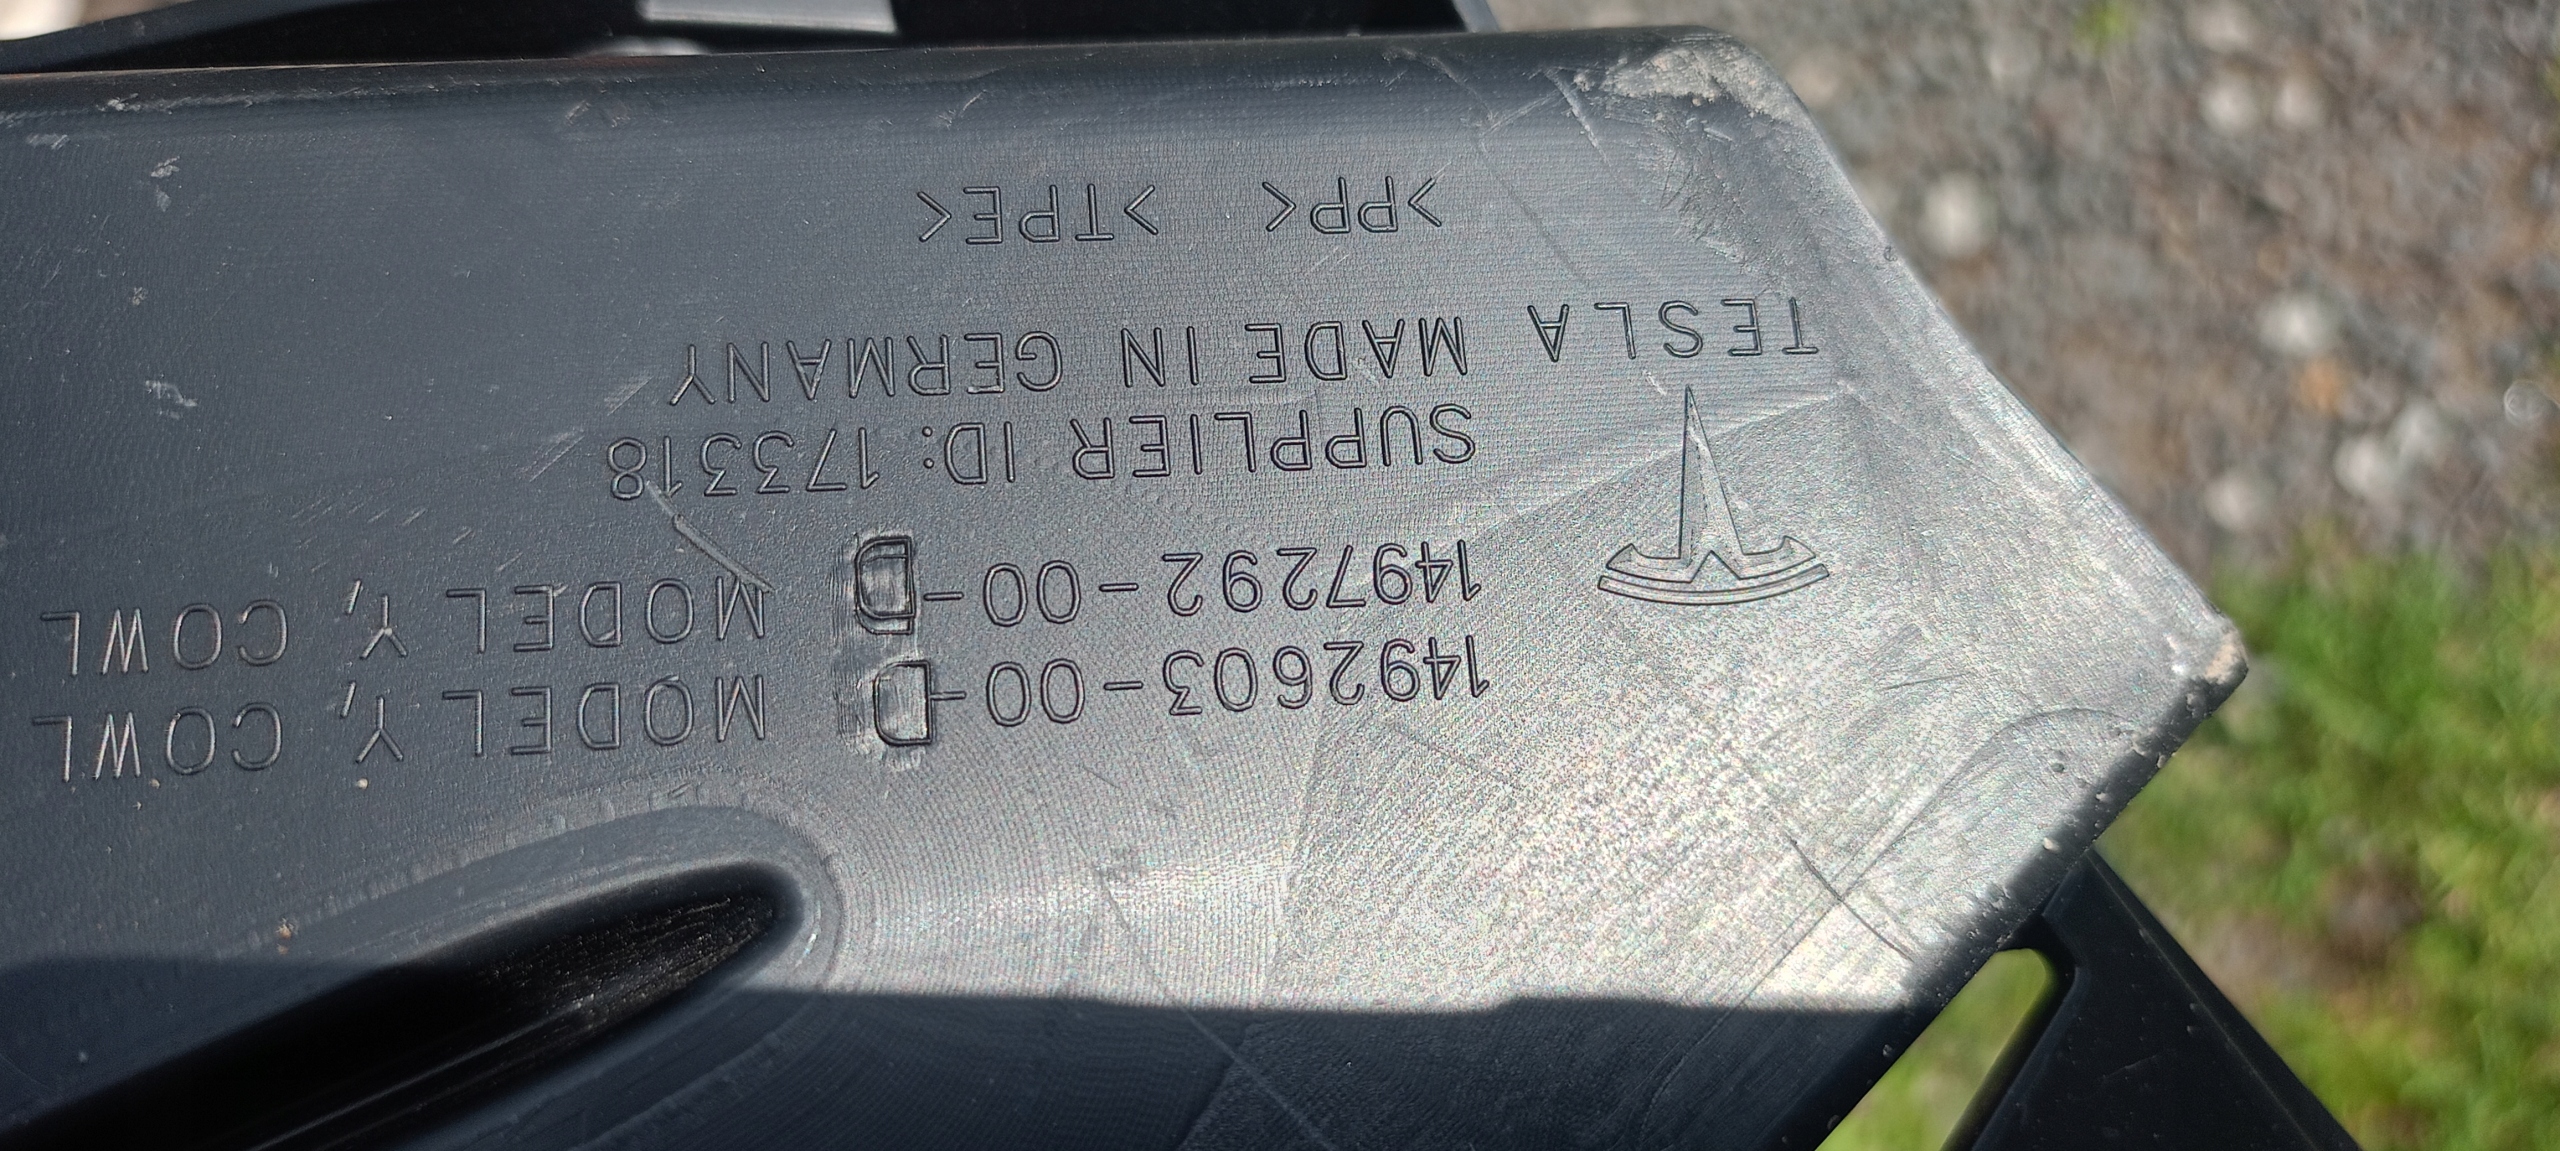 1492603-00-D MODEL Y, COWL
1497292-00-D MODEL Y, COWL
SUPPLIER ID: 173318
TESLA MADE IN GERMANY
>PP< >TPE<